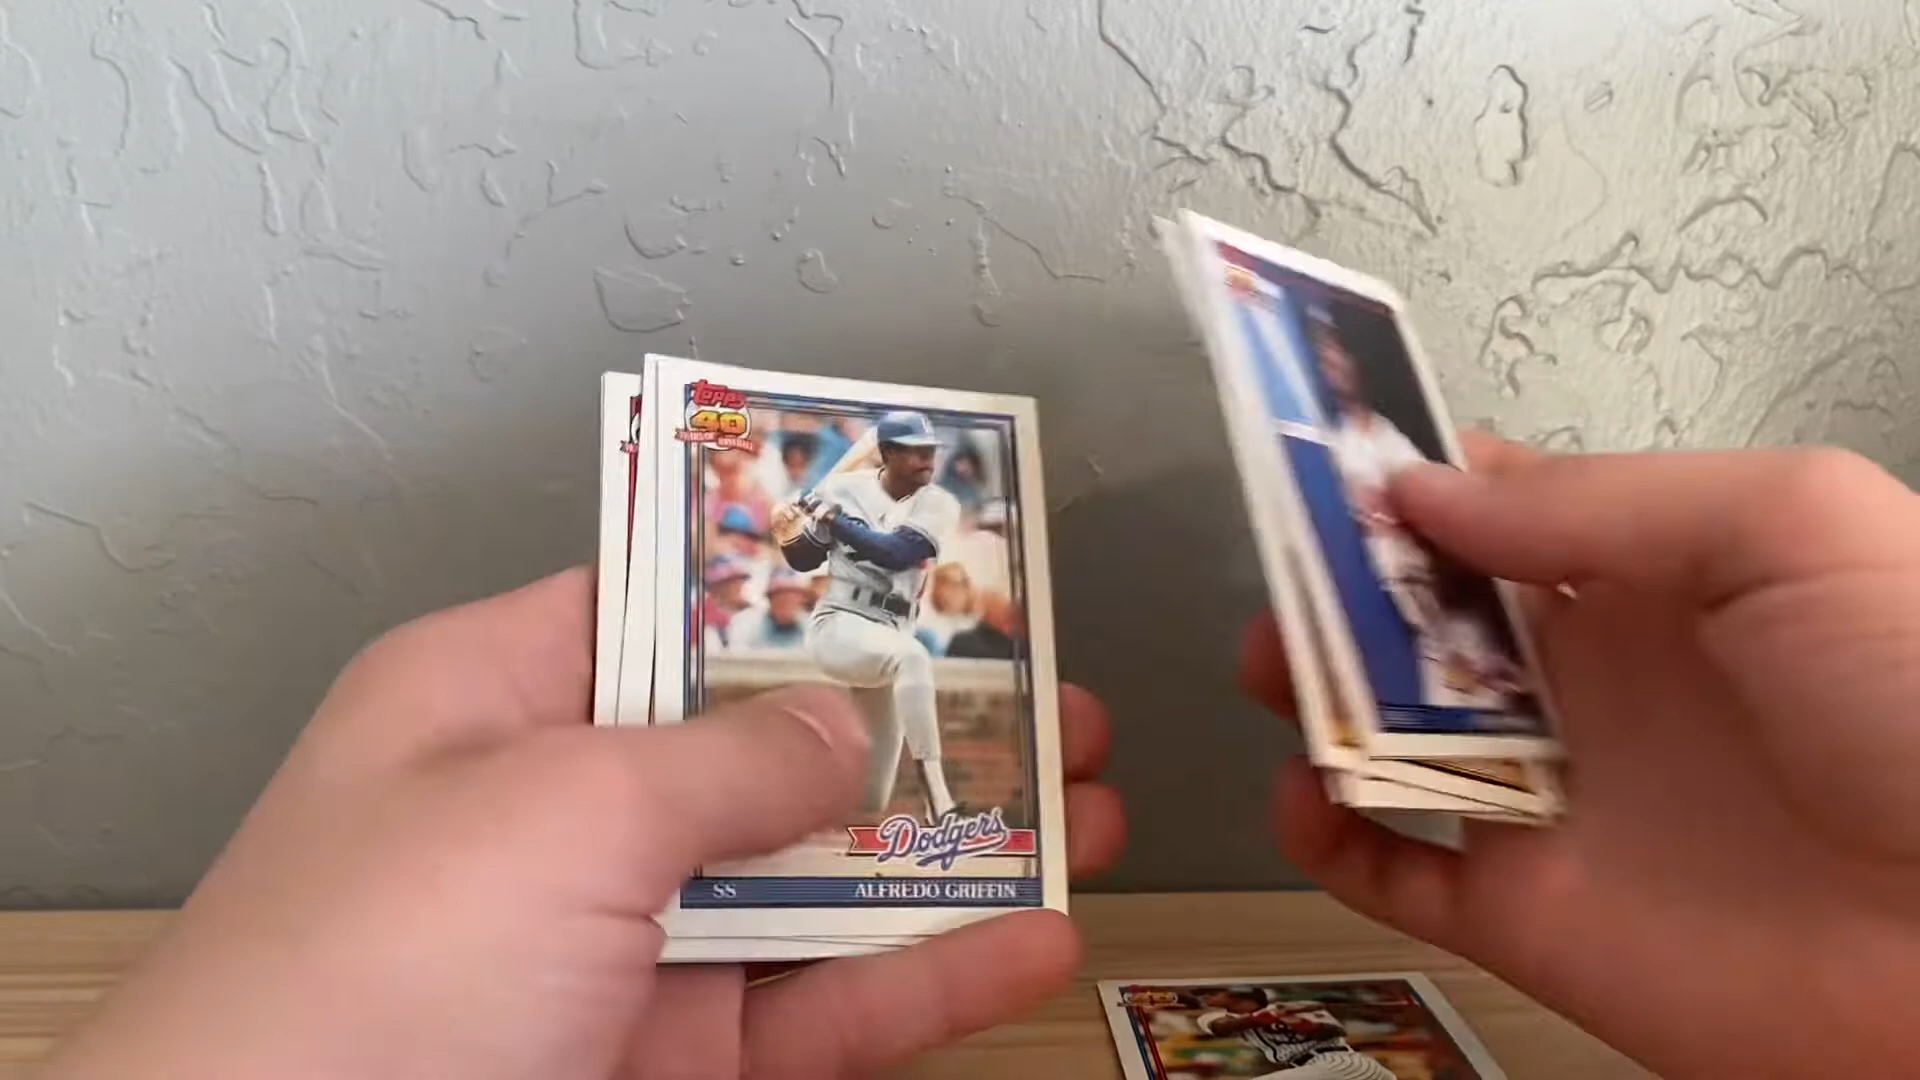 Topps
40
YEARS OF BASEBALL
Dodgers
SS ALFREDO GRIFFIN